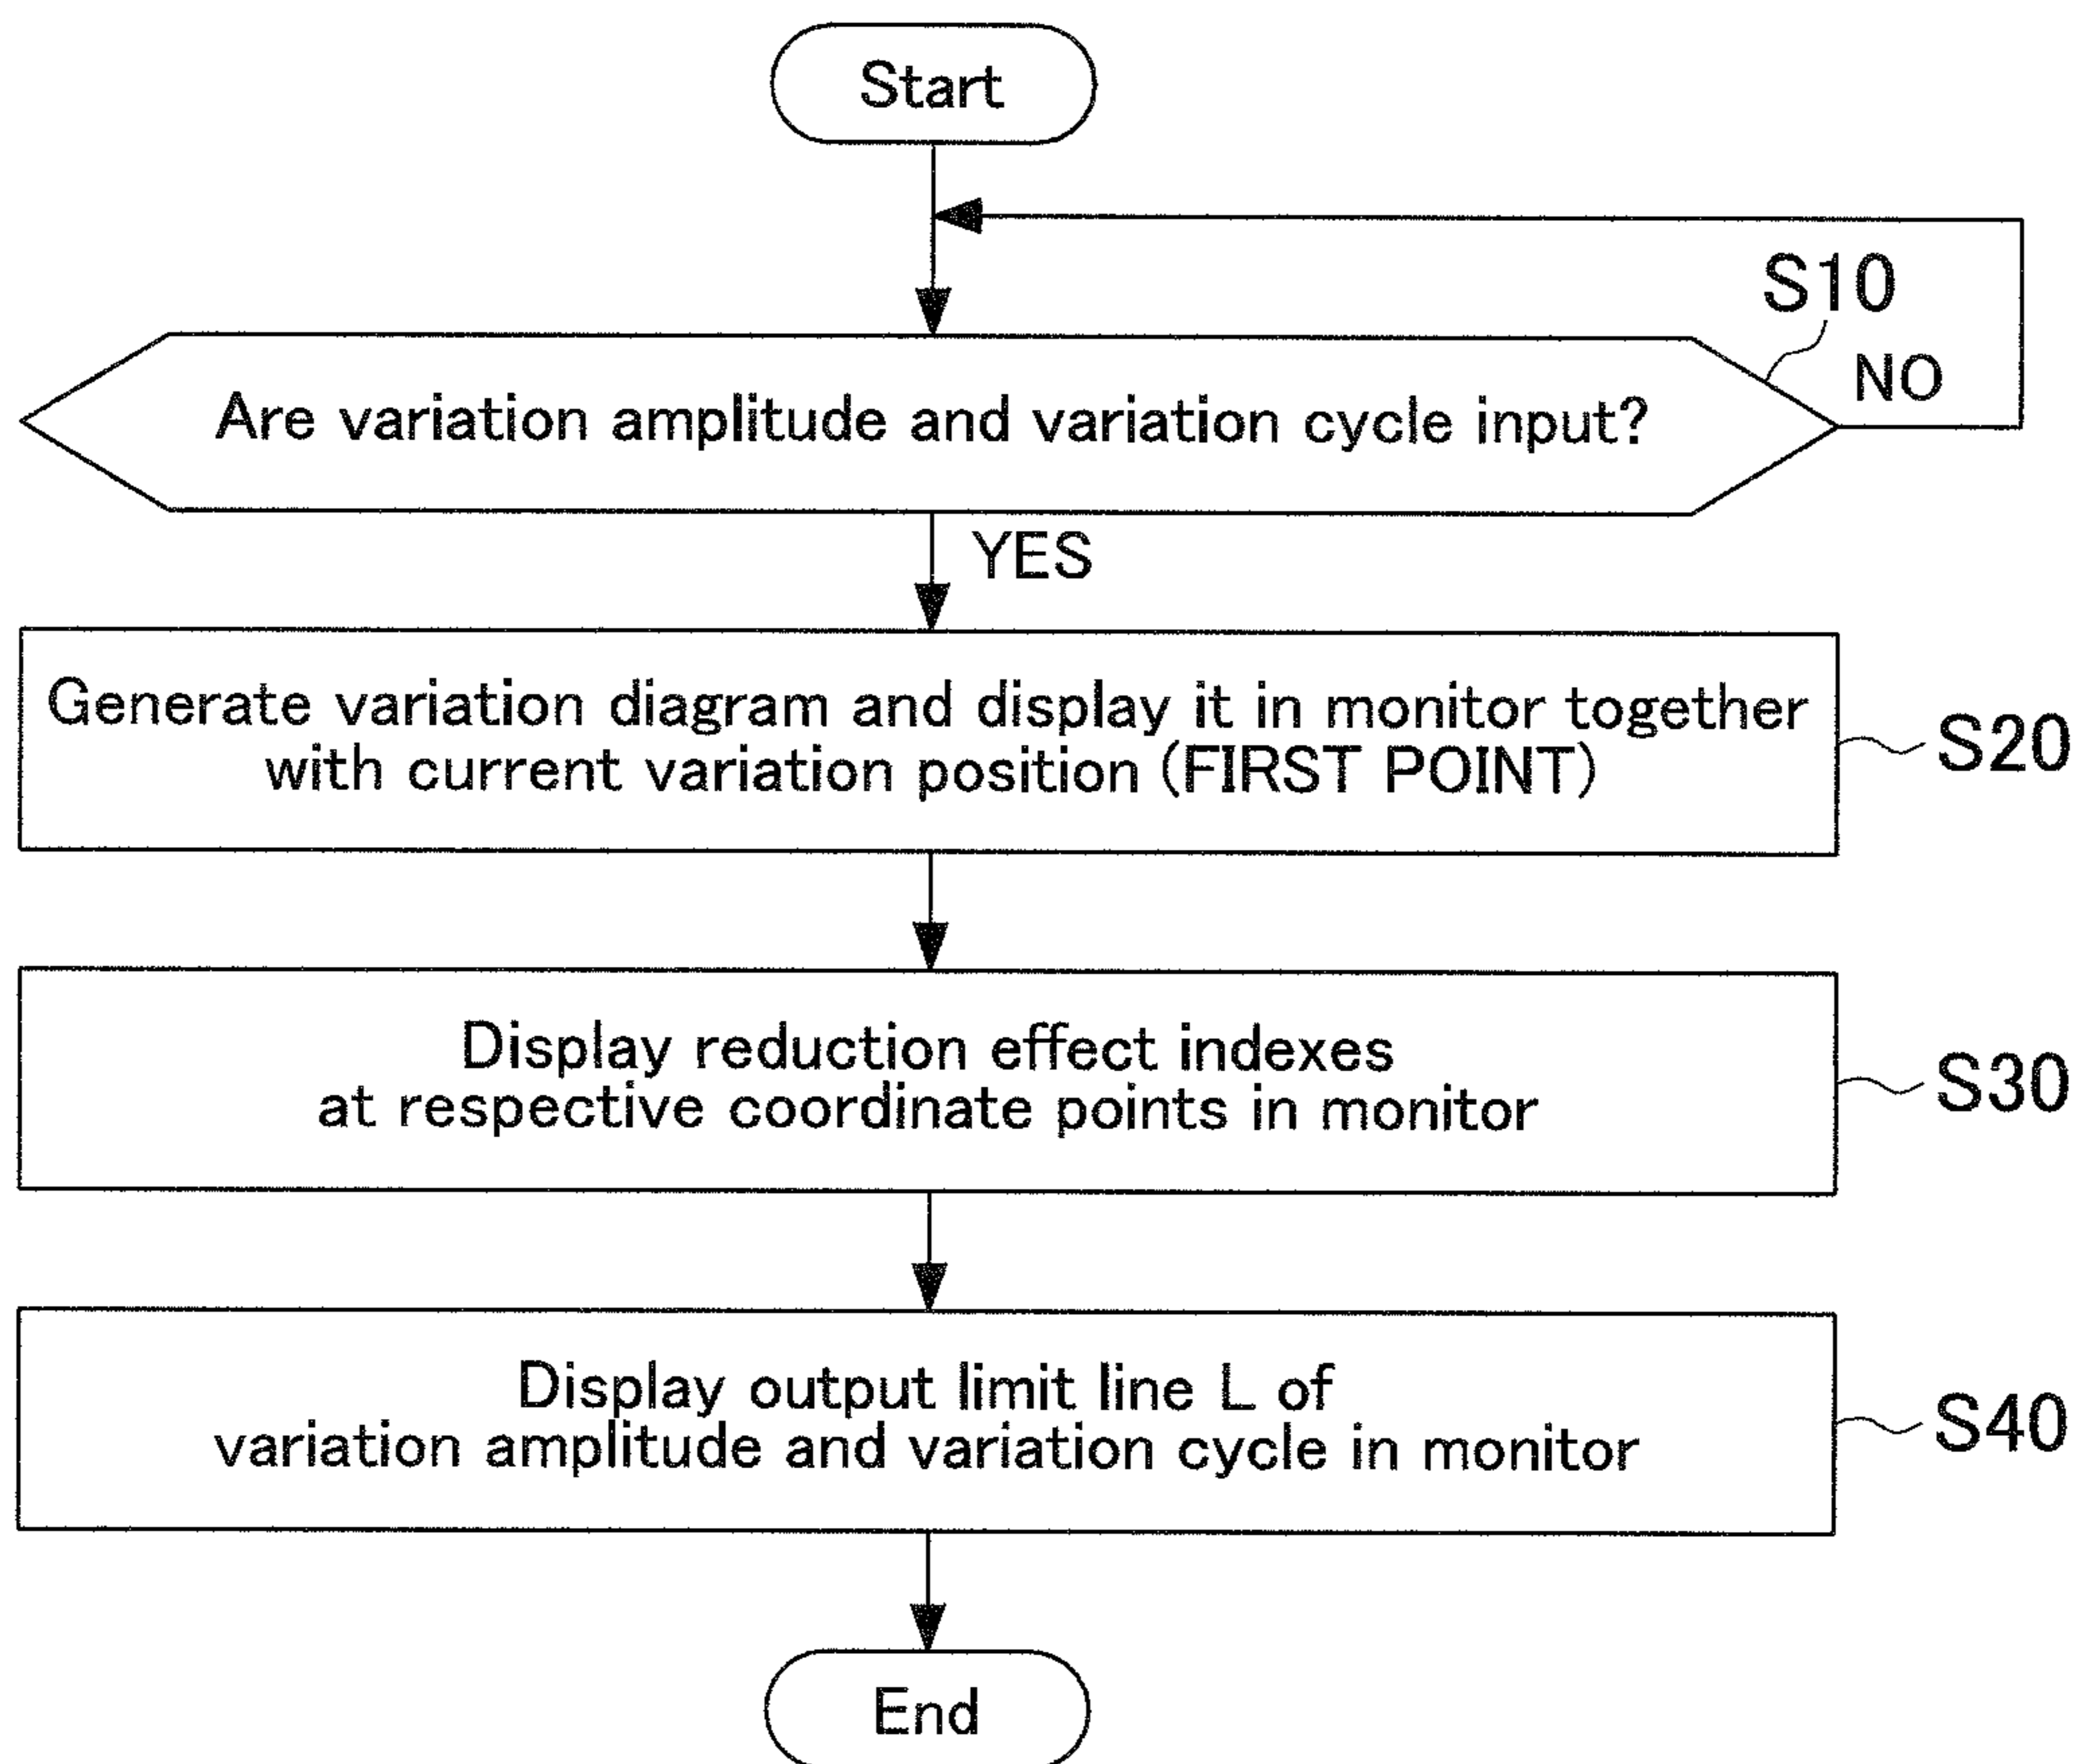 Start
S10
NO
Are variation amplitude and variation cycle input?
YES
Generate variation diagram and display it in monitor together
with current variation position (FIRST POINT)
S20
Display reduction effect indexes
at respective coordinate points in monitor
S30
Display output limit line L of
variation amplitude and variation cycle in monitor
S40
End